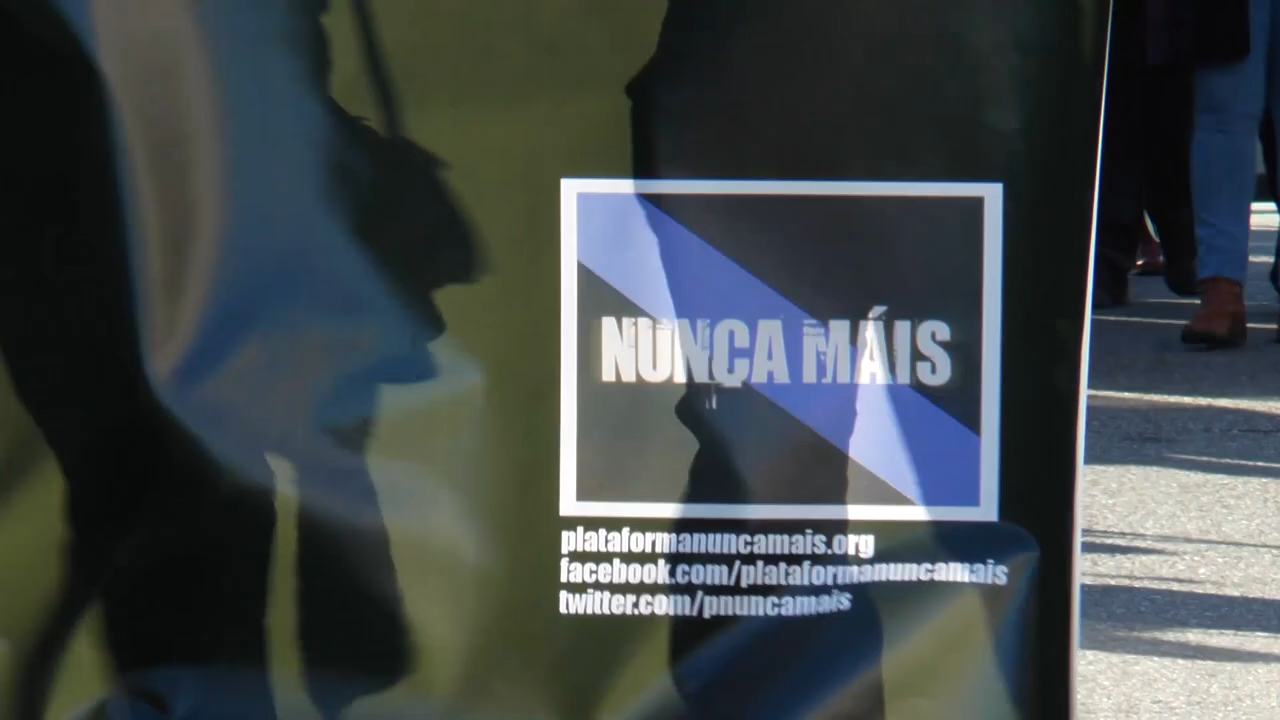 NUNCA MÁIS
plataformanuncamais.org
facebook.com/plataformanuncamais
twitter.com/pnuncamais